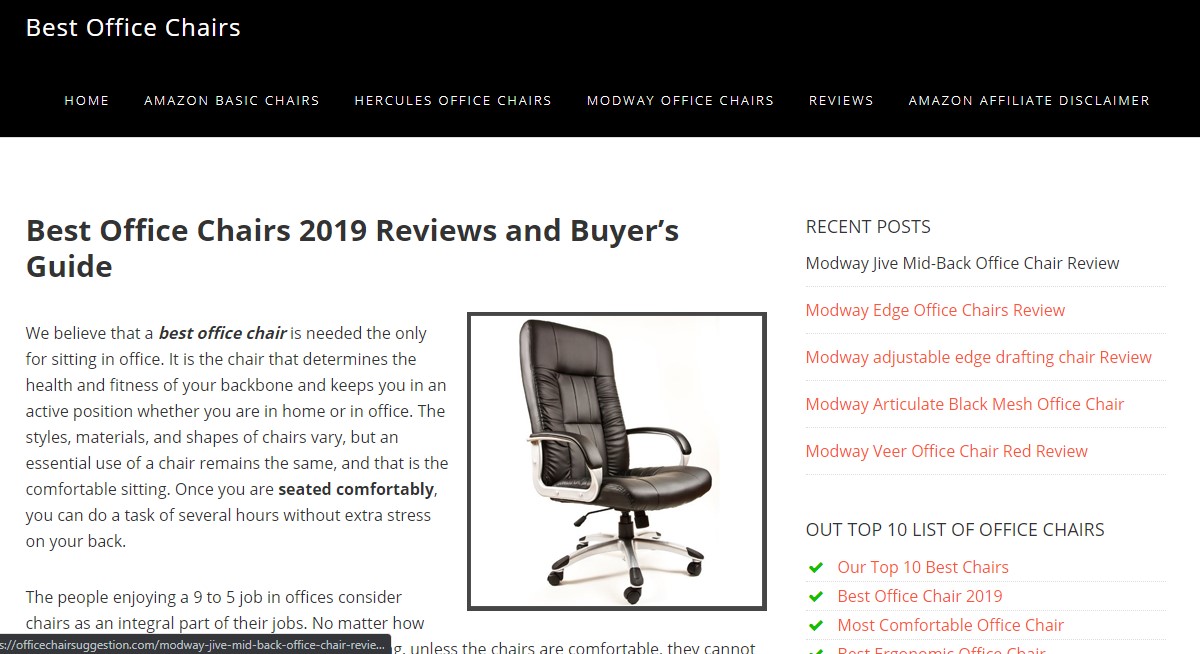 Best Office Chairs
HOME AMAZON BASIC CHAIRS HERCULES OFFICE CHAIRS MODWAY OFFICE CHAIRS REVIEWS AMAZON AFFILIATE DISCLAIMER
Best Office Chairs 2019 Reviews and Buyer’s
Guide
We believe that a best office chair is needed the only
for sitting in office. It is the chair that determines the
health and fitness of your backbone and keeps you in an
active position whether you are in home or in office. The
styles, materials, and shapes of chairs vary, but an
essential use of a chair remains the same, and that is the
comfortable sitting. Once you are seated comfortably,
you can do a task of several hours without extra stress
on your back.
The people enjoying a 9 to 5 job in offices consider
chairs as an integral part of their jobs. No matter how
g, unless the chairs are comfortable, they cannot
s://officechairsuggestion.com/modway-jive-mid-back-office-chair-revie...
RECENT POSTS
Modway Jive Mid-Back Office Chair Review
Modway Edge Office Chairs Review
Modway adjustable edge drafting chair Review
Modway Articulate Black Mesh Office Chair
Modway Veer Office Chair Red Review
OUT TOP 10 LIST OF OFFICE CHAIRS
Our Top 10 Best Chairs
Best Office Chair 2019
Most Comfortable Office Chair
Best Ergonomic Office Chair